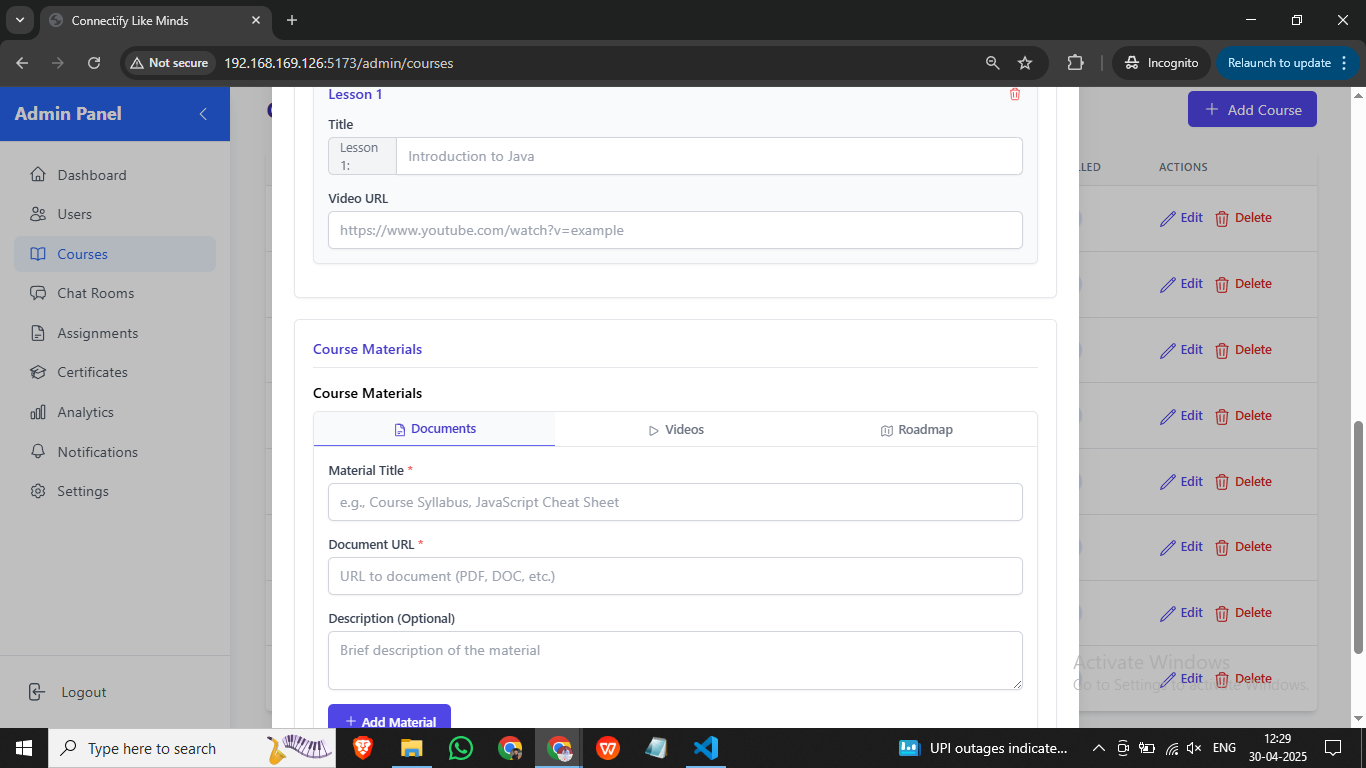 Connectify Like Minds
Not secure
192.168.169.126:5173/admin/courses
Incognito
Relaunch to update
Admin Panel
Dashboard
Users
Courses
Chat Rooms
Assignments
Certificates
Analytics
Notifications
Settings
Logout
Add Course
LLED
ACTIONS
Edit Delete
Edit Delete
Edit Delete
Edit Delete
Edit Delete
Edit Delete
Edit Delete
Edit Delete
Lesson 1
Title
Lesson
1:
Introduction to Java
Video URL
https://www.youtube.com/watch?v=example
Course Materials
Course Materials
Documents
Videos
Roadmap
Material Title *
e.g., Course Syllabus, JavaScript Cheat Sheet
Document URL *
URL to document (PDF, DOC, etc.)
Description (Optional)
Brief description of the material
+ Add Material
Activate Windows
Go to Settings to activate Windows.
Type here to search
UPI outages indicate...
ENG
12:29
30-04-2025